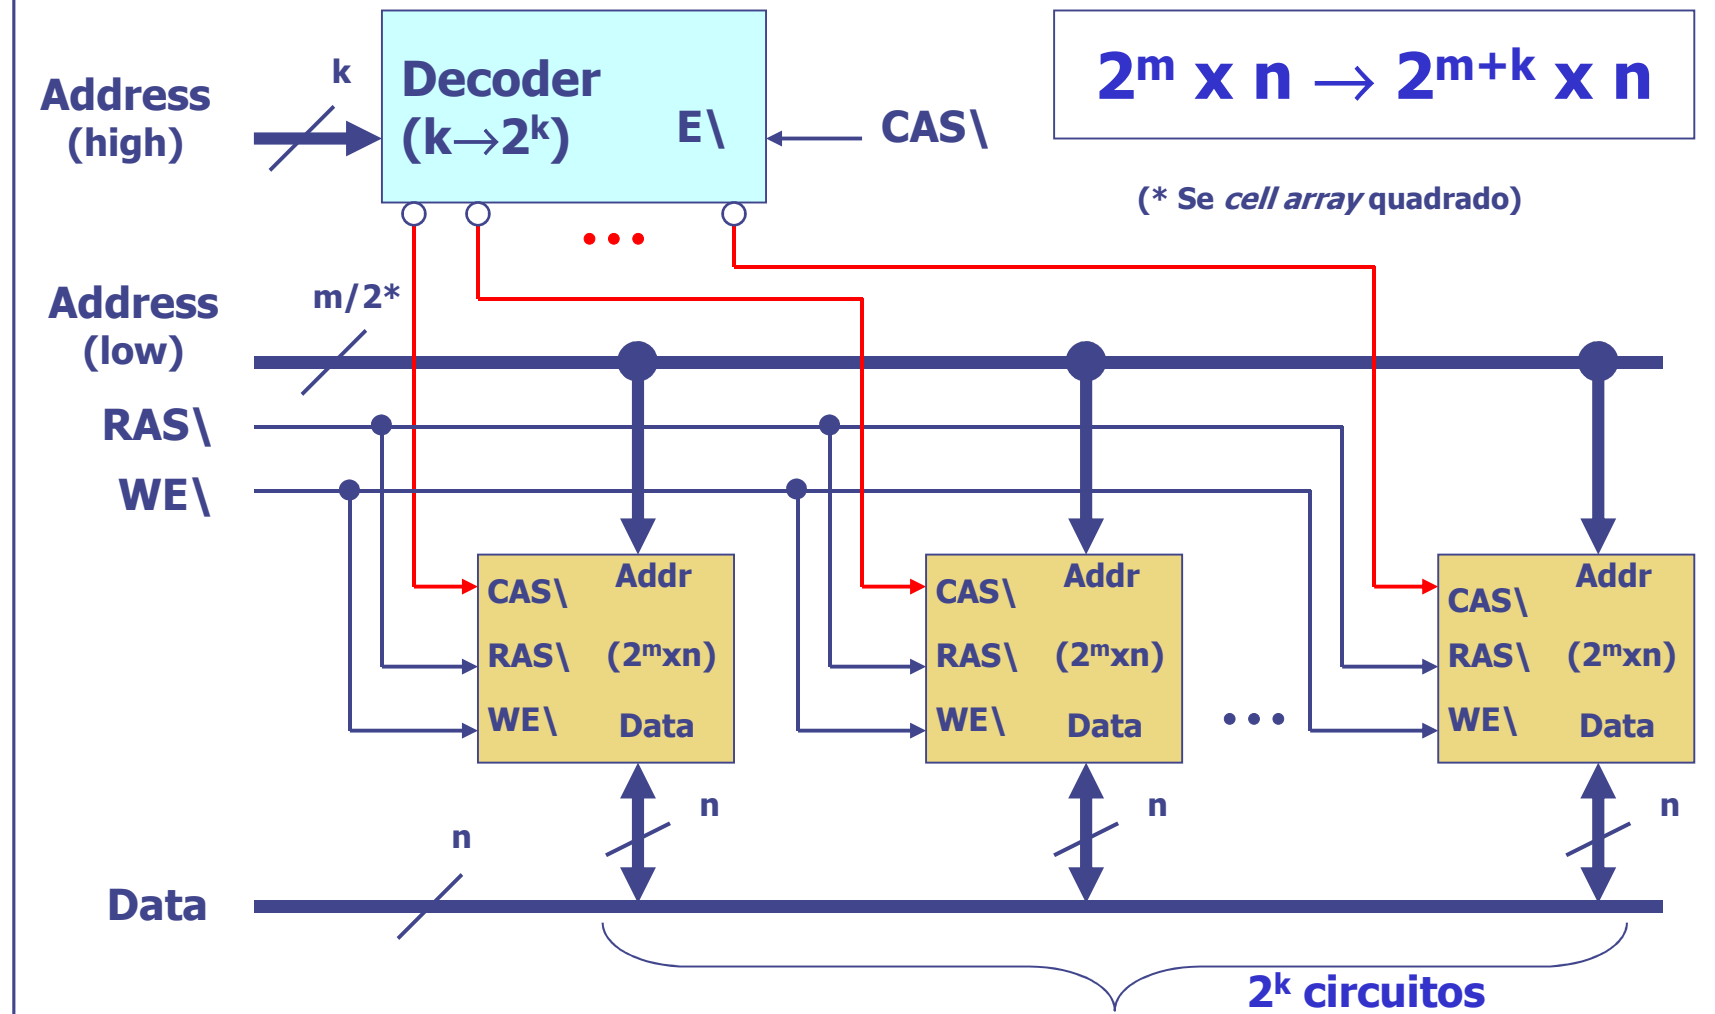 k
Decoder
(k→2ᵏ)
E\
CAS\
2ᵐ x n → 2ᵐ⁺ᵏ x n
Address
(high)
(* Se cell array quadrado)
• • •
Address
(low)
m/2*
RAS\
WE\
CAS\
Addr
RAS\
(2ᵐxn)
WE\
Data
CAS\
Addr
RAS\
(2ᵐxn)
WE\
Data
• • •
CAS\
Addr
RAS\
(2ᵐxn)
WE\
Data
n
n
n
n
Data
2ᵏ circuitos